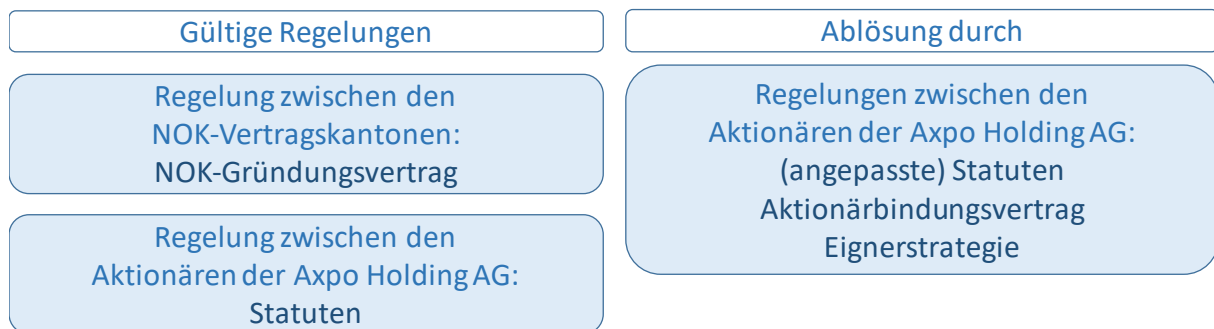 Gültige Regelungen
Regelung zwischen den
NOK-Vertragskantonen:
NOK-Gründungsvertrag
Regelung zwischen den
Aktionären der Axpo Holding AG:
Statuten
Ablösung durch
Regelungen zwischen den
Aktionären der Axpo Holding AG:
(angepasste) Statuten
Aktionärbindungsvertrag
Eignerstrategie